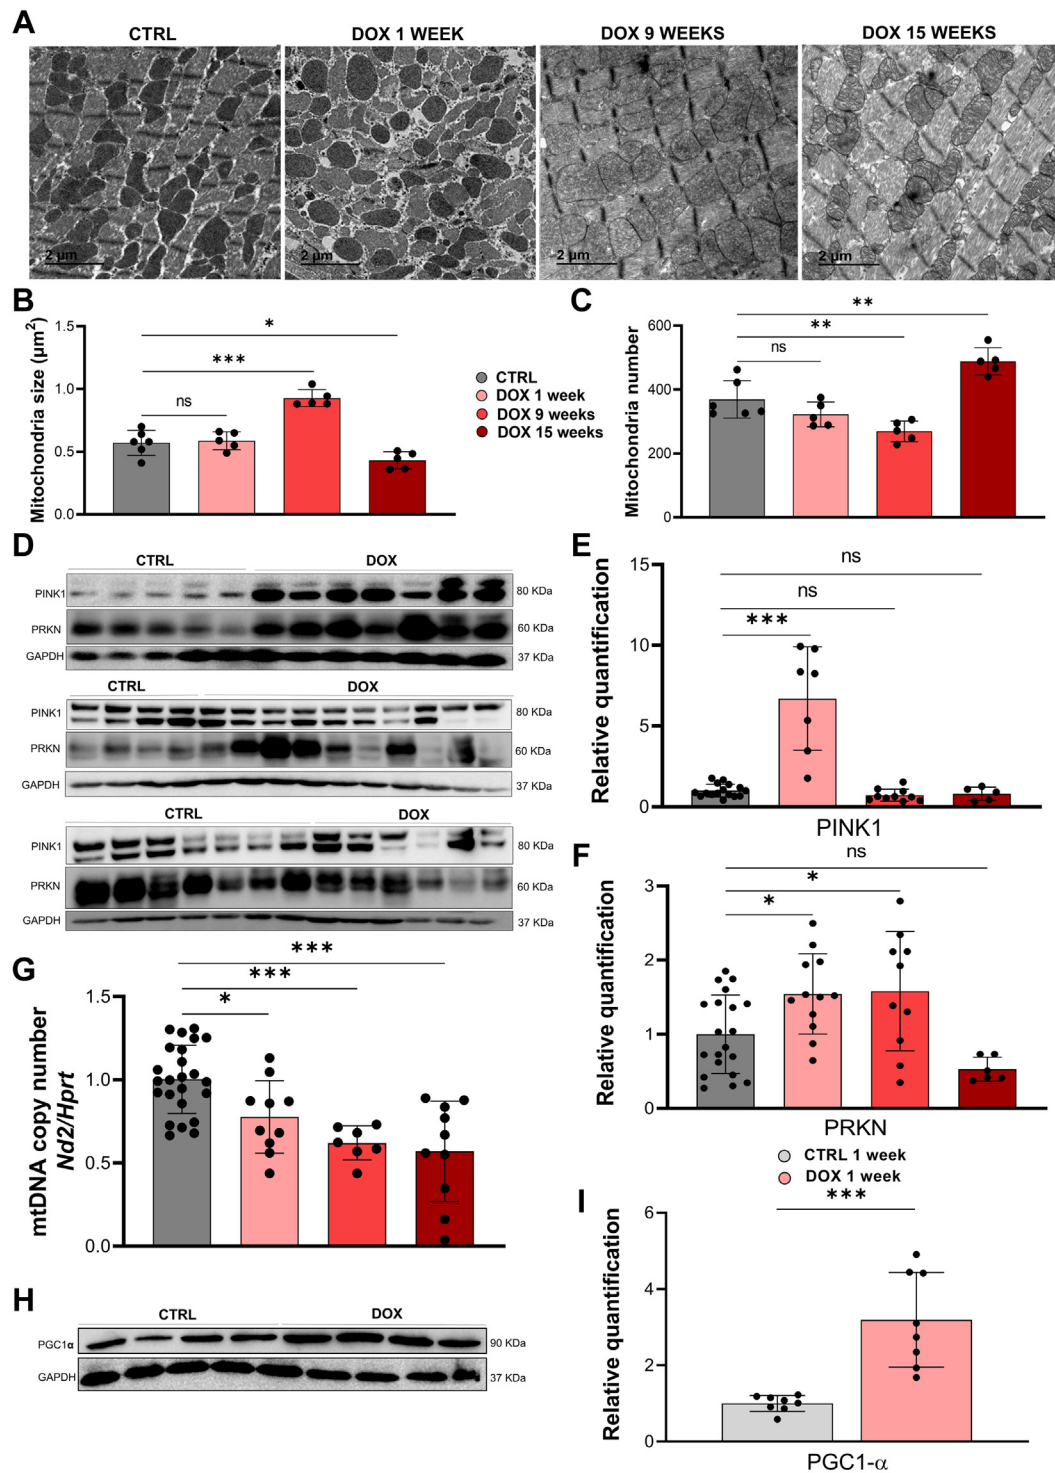 A
CTRL
DOX 1 WEEK
DOX 9 WEEKS
DOX 15 WEEKS
2 µm
2 µm
2 µm
2 µm
B
Mitochondria size (µm²)
1.5
1.0
0.5
0.0
ns
***
*
CTRL
DOX 1 week
DOX 9 weeks
DOX 15 weeks
C
Mitochondria number
600
400
200
0
ns
**
**
D
CTRL
DOX
PINK1
80 KDa
PRKN
60 KDa
GAPDH
37 KDa
CTRL
DOX
PINK1
80 KDa
PRKN
60 KDa
GAPDH
37 KDa
CTRL
DOX
PINK1
80 KDa
PRKN
60 KDa
GAPDH
37 KDa
E
Relative quantification
15
10
5
0
***
ns
ns
PINK1
F
Relative quantification
3
2
1
0
*
*
ns
PRKN
G
mtDNA copy number
Nd2/Hprt
1.5
1.0
0.5
0.0
*
***
***
H
CTRL
DOX
PGC1α
90 KDa
GAPDH
37 KDa
CTRL 1 week
DOX 1 week
I
Relative quantification
6
4
2
0
***
PGC1-α